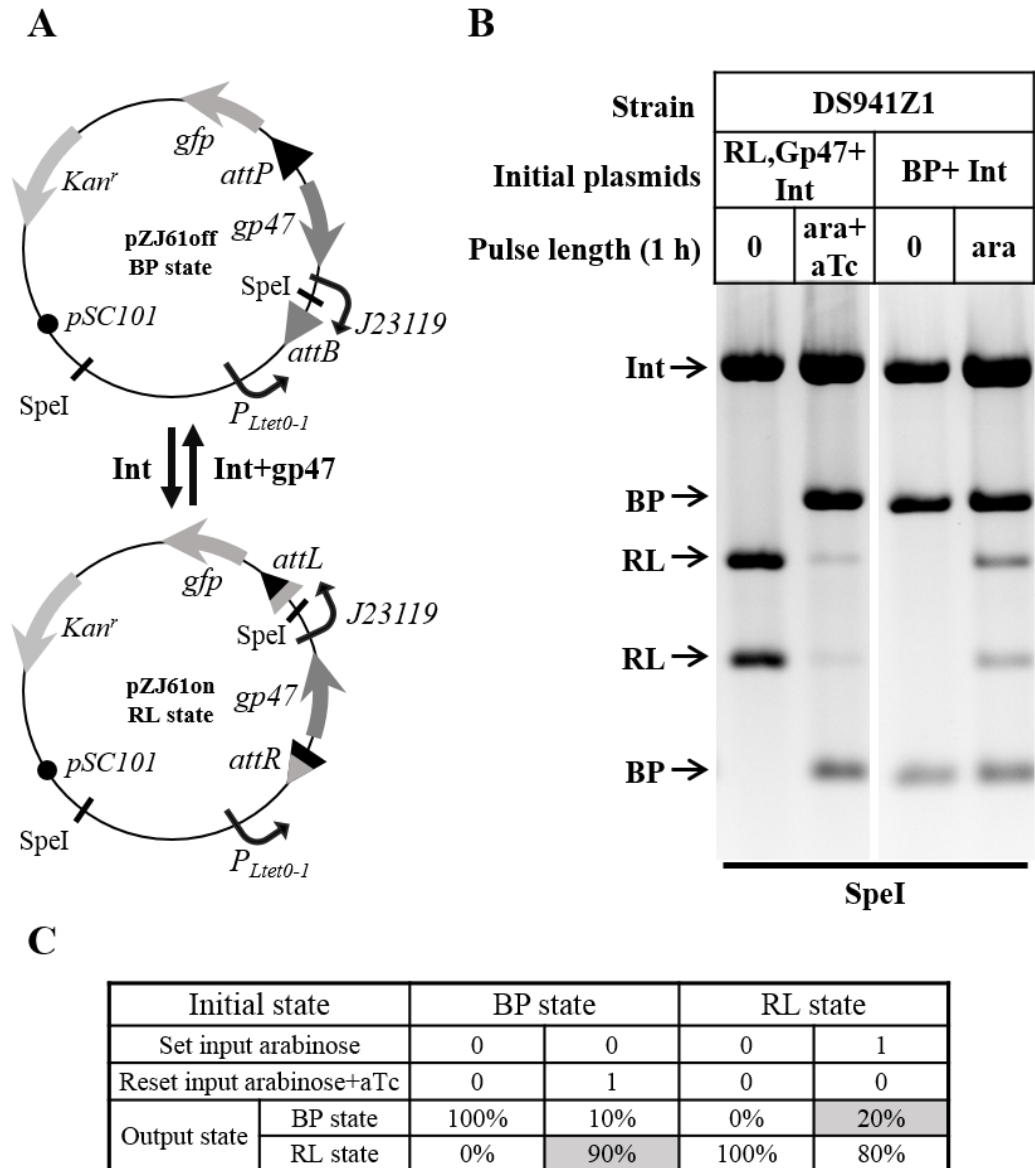 A
gfp
attP
Kanʳ
gp47
pZJ61off
BP state
SpeI
J23119
pSC101
attB
SpeI
P_Ltet0-1
Int
Int+gp47
attL
gfp
J23119
Kanʳ
SpeI
pZJ61on
RL state
gp47
attR
pSC101
SpeI
P_Ltet0-1
B
Strain DS941Z1
Initial plasmids RL,Gp47+ Int BP+ Int
Pulse length (1 h) 0 ara+ aTc 0 ara
Int
BP
RL
RL
BP
SpeI
C
Initial state BP state RL state
Set input arabinose 0 0 0 1
Reset input arabinose+aTc 0 1 0 0
Output state BP state 100% 10% 0% 20%
RL state 0% 90% 100% 80%